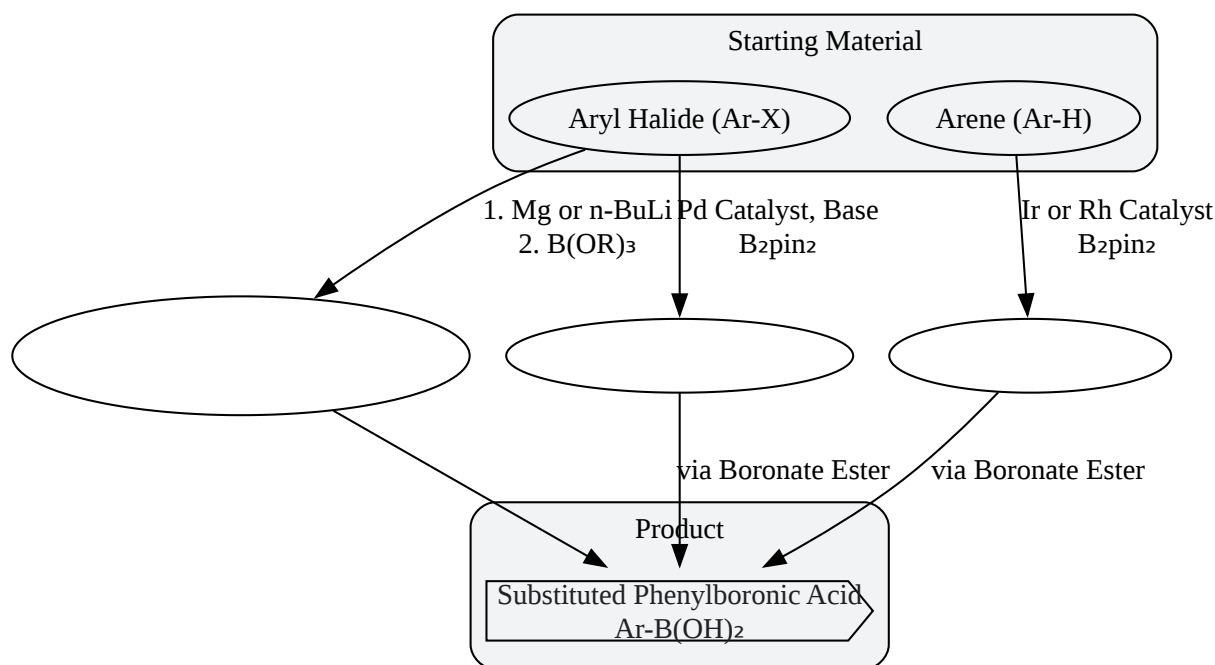 Starting Material
Aryl Halide (Ar-X)
Arene (Ar-H)
1. Mg or n-BuLi
2. B(OR)₃
Pd Catalyst, Base
B₂pin₂
Ir or Rh Catalyst
B₂pin₂
via Boronate Ester
via Boronate Ester
Product
Substituted Phenylboronic Acid
Ar-B(OH)₂